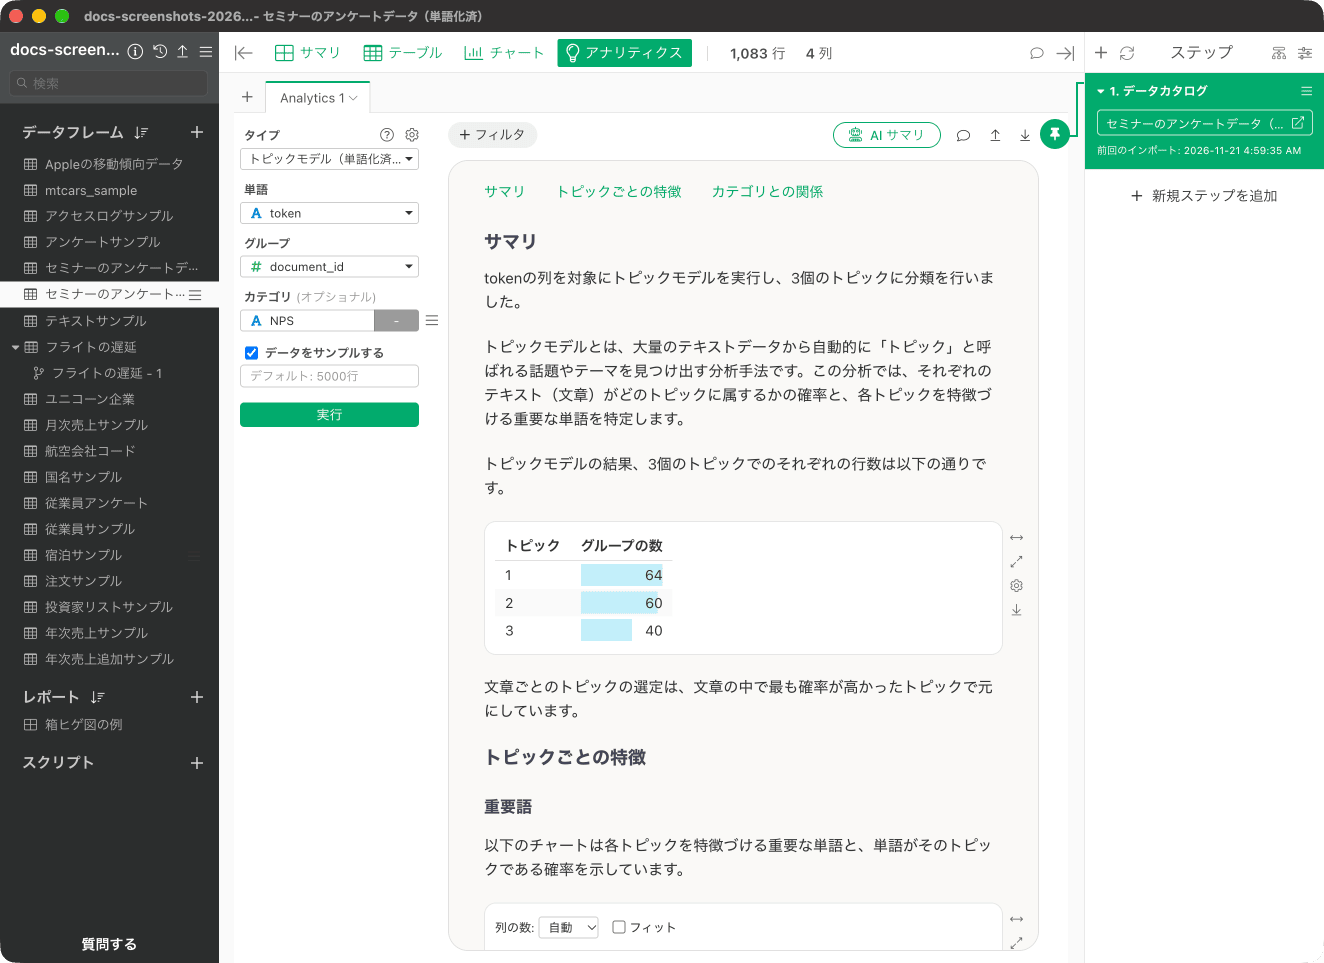 docs-screenshots-2026...- セミナーのアンケートデータ（単語化済）
docs-screen...
検索
データフレーム
Appleの移動傾向データ
mtcars_sample
アクセスログサンプル
アンケートサンプル
セミナーのアンケートデ...
セミナーのアンケート...
テキストサンプル
フライトの遅延
フライトの遅延 - 1
ユニコーン企業
月次売上サンプル
航空会社コード
国名サンプル
従業員アンケート
従業員サンプル
宿泊サンプル
注文サンプル
投資家リストサンプル
年次売上サンプル
年次売上追加サンプル
レポート
箱ヒゲ図の例
スクリプト
質問する
サマリ
テーブル
チャート
アナリティクス
1,083 行
4 列
Analytics 1
タイプ
トピックモデル（単語化済...
単語
token
グループ
document_id
カテゴリ (オプショナル)
NPS
-
データをサンプルする
デフォルト: 5000行
実行
+ フィルタ
AI サマリ
サマリ
トピックごとの特徴
カテゴリとの関係
サマリ
tokenの列を対象にトピックモデルを実行し、3個のトピックに分類を行いま
した。
トピックモデルとは、大量のテキストデータから自動的に「トピック」と呼
ばれる話題やテーマを見つけ出す分析手法です。この分析では、それぞれの
テキスト（文章）がどのトピックに属するかの確率と、各トピックを特徴づ
ける重要な単語を特定します。
トピックモデルの結果、3個のトピックでのそれぞれの行数は以下の通りで
す。
トピック グループの数
1 64
2 60
3 40
文章ごとのトピックの選定は、文章の中で最も確率が高かったトピックで元
にしています。
トピックごとの特徴
重要語
以下のチャートは各トピックを特徴づける重要な単語と、単語がそのトピッ
クである確率を示しています。
列の数: 自動 フィット
ステップ
1. データカタログ
セミナーのアンケートデータ（...
前回のインポート: 2026-11-21 4:59:35 AM
+ 新規ステップを追加